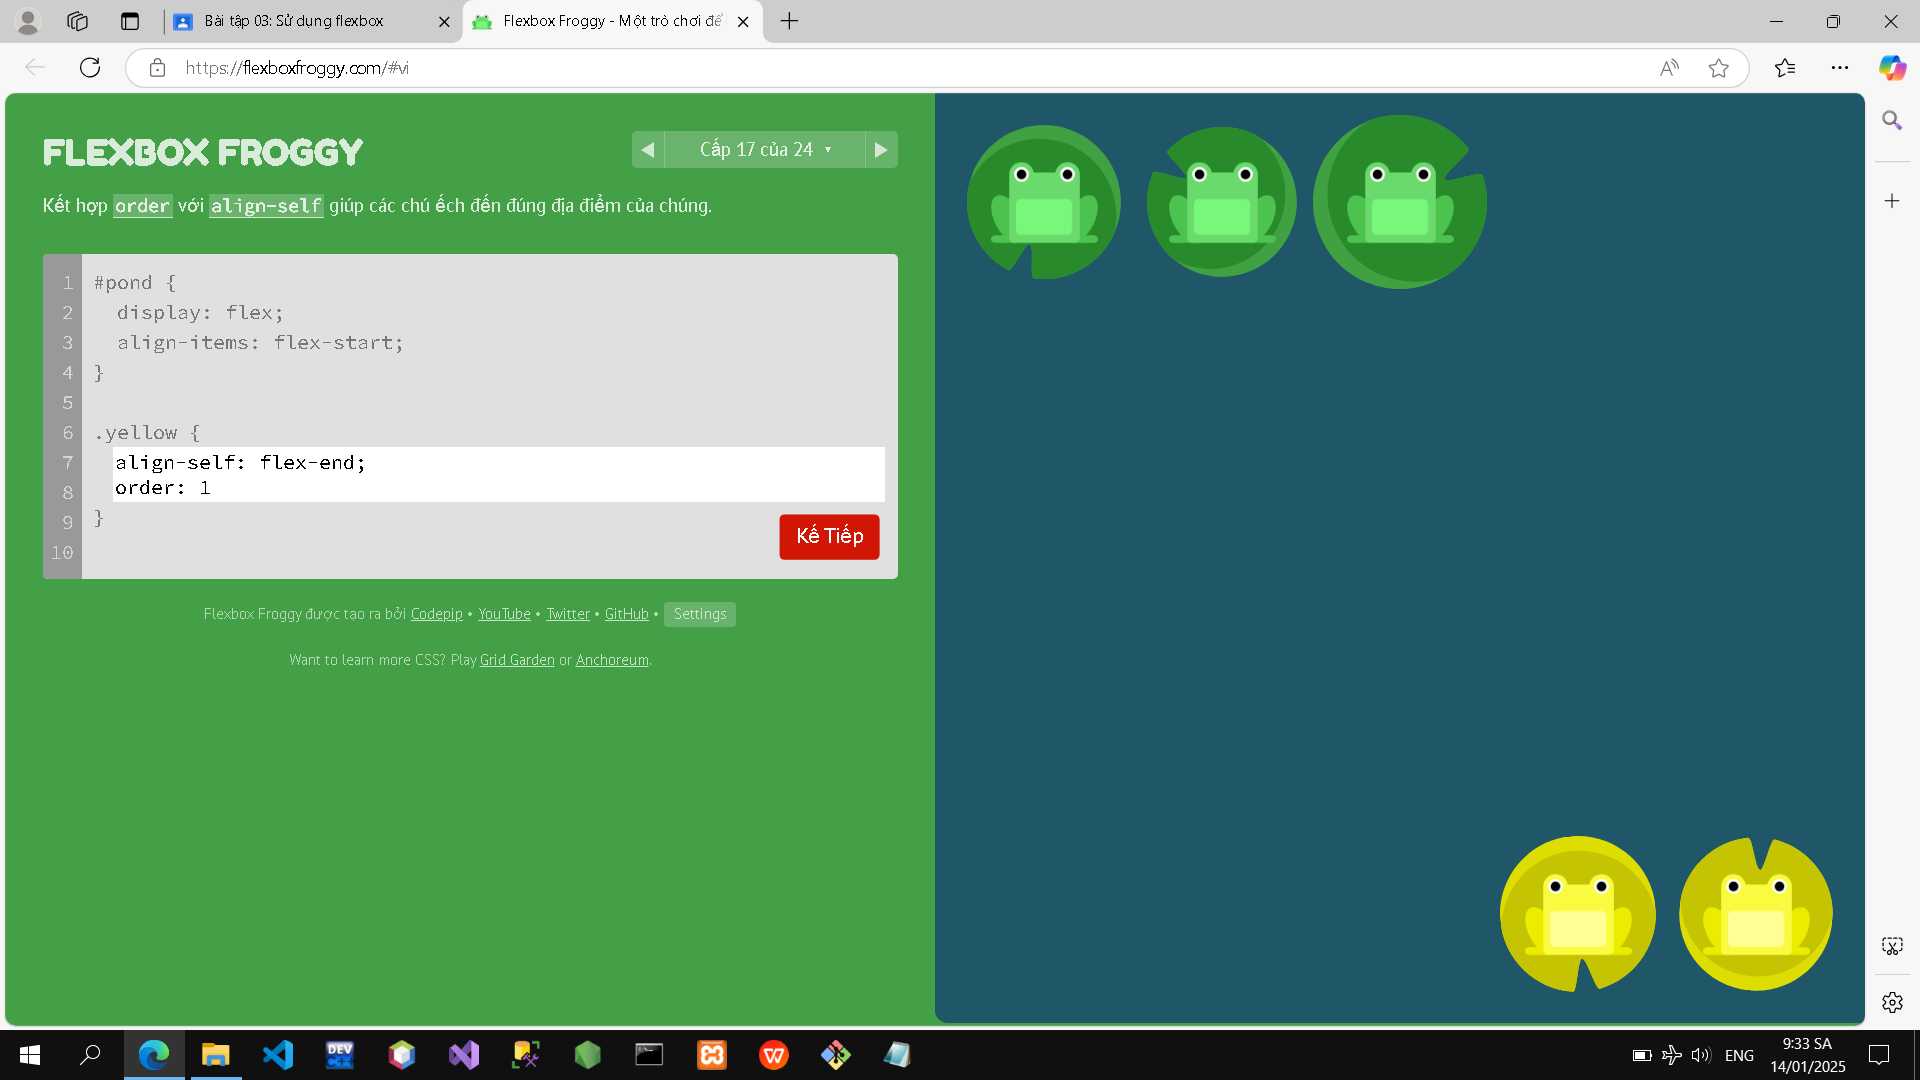 Bài tập 03: Sử dụng flexbox
Flexbox Froggy - Một trò chơi để
https://flexboxfroggy.com/#vi
FLEXBOX FROGGY
Cấp 17 của 24
Kết hợp order với align-self giúp các chú ếch đến đúng địa điểm của chúng.
1 #pond {
2 display: flex;
3 align-items: flex-start;
4 }
5
6 .yellow {
7 align-self: flex-end;
8 order: 1
9 }
10
Kế Tiếp
Flexbox Froggy được tạo ra bởi Codepip • YouTube • Twitter • GitHub • Settings
Want to learn more CSS? Play Grid Garden or Anchoreum.
DEV C++
ENG
9:33 SA
14/01/2025